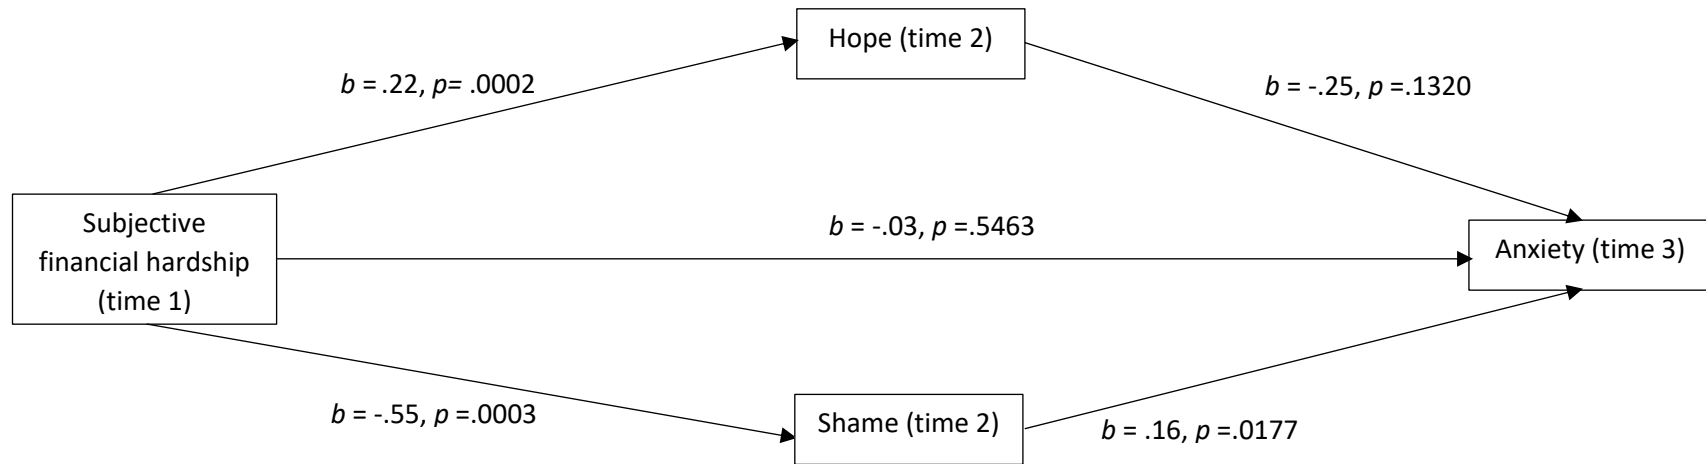 Hope (time 2)
b = .22, p= .0002
b = -.25, p =.1320
Subjective
financial hardship
(time 1)
b = -.03, p =.5463
Anxiety (time 3)
b = -.55, p =.0003
Shame (time 2)
b = .16, p =.0177